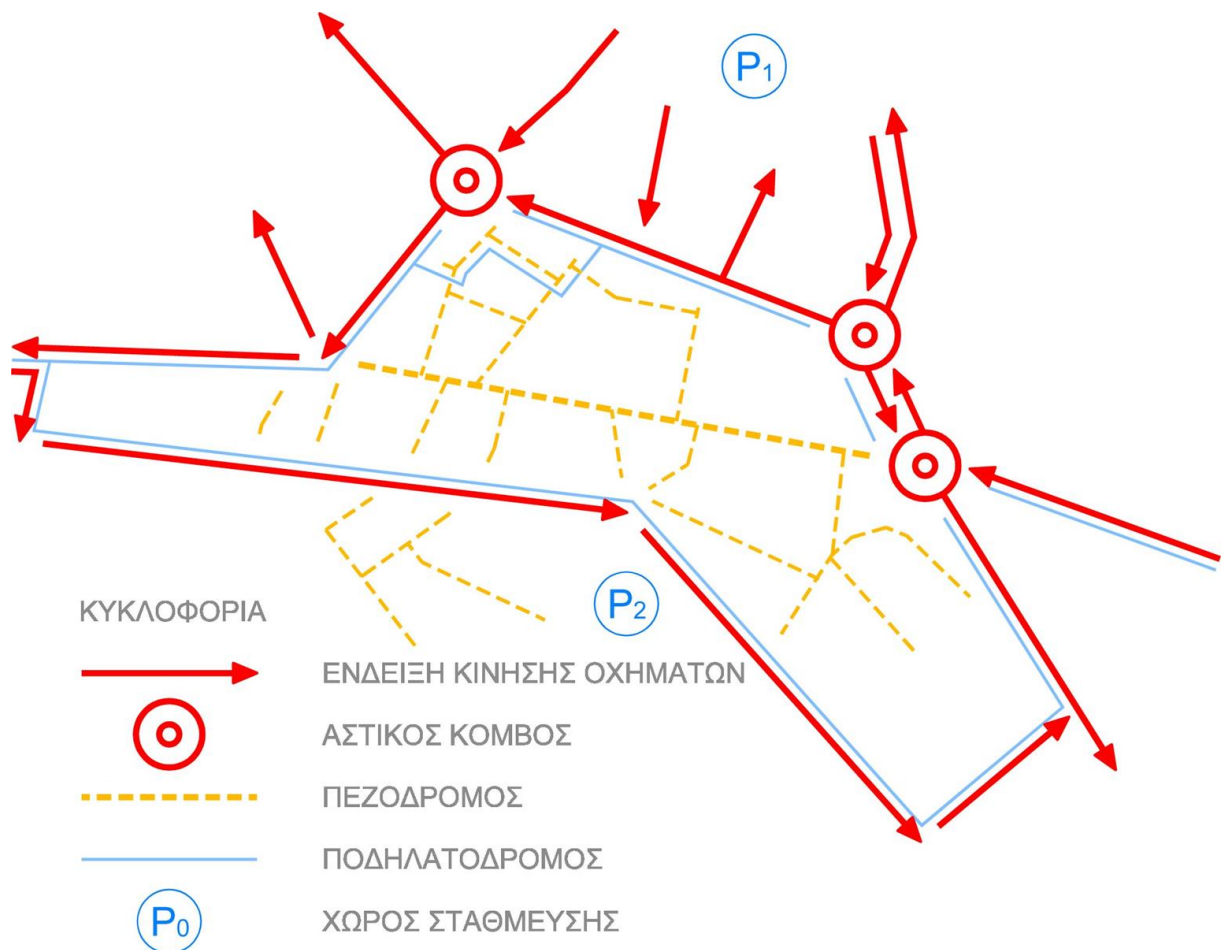 P1
P2
ΚΥΚΛΟΦΟΡΙΑ
ΕΝΔΕΙΞΗ ΚΙΝΗΣΗΣ ΟΧΗΜΑΤΩΝ
ΑΣΤΙΚΟΣ ΚΟΜΒΟΣ
ΠΕΖΟΔΡΟΜΟΣ
ΠΟΔΗΛΑΤΟΔΡΟΜΟΣ
P0 ΧΩΡΟΣ ΣΤΑΘΜΕΥΣΗΣ